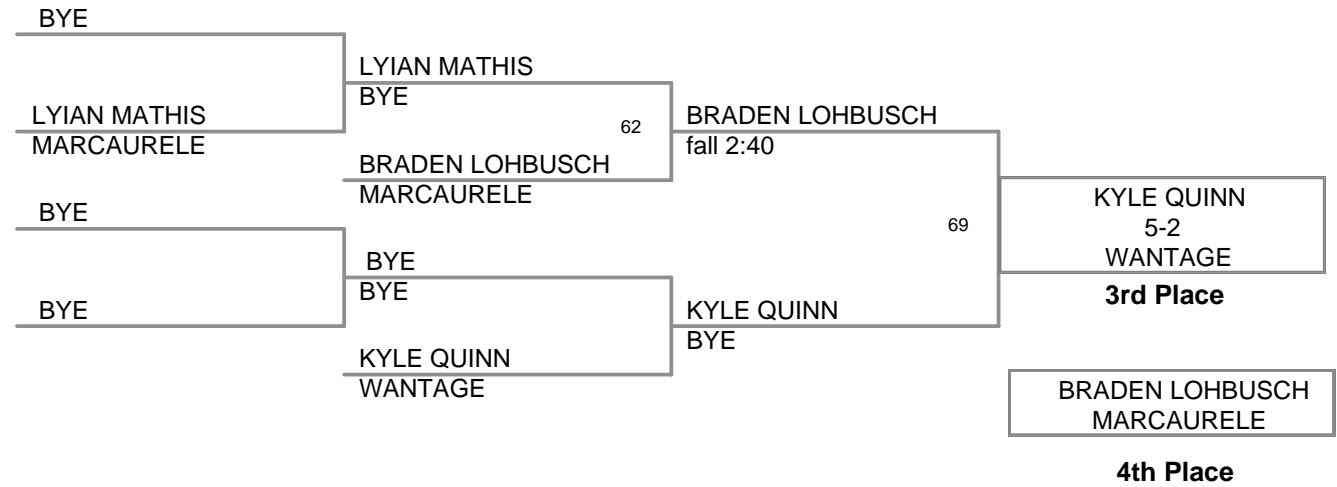 BYE
LYIAN MATHIS
BYE
LYIAN MATHIS
MARCAURELE
62
BRADEN LOHBUSCH
fall 2:40
BRADEN LOHBUSCH
MARCAURELE
BYE
69
KYLE QUINN
5-2
WANTAGE
3rd Place
BYE
BYE
BYE
KYLE QUINN
BYE
KYLE QUINN
WANTAGE
BRADEN LOHBUSCH
MARCAURELE
4th Place